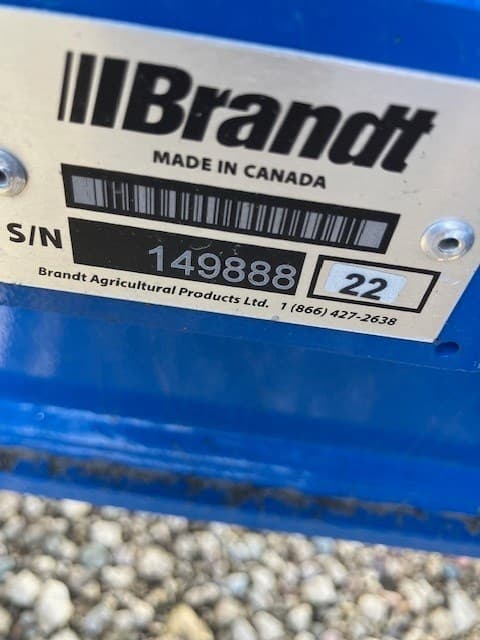 Brandt
MADE IN CANADA
S/N 149888 22
Brandt Agricultural Products Ltd. 1 (866) 427-2638